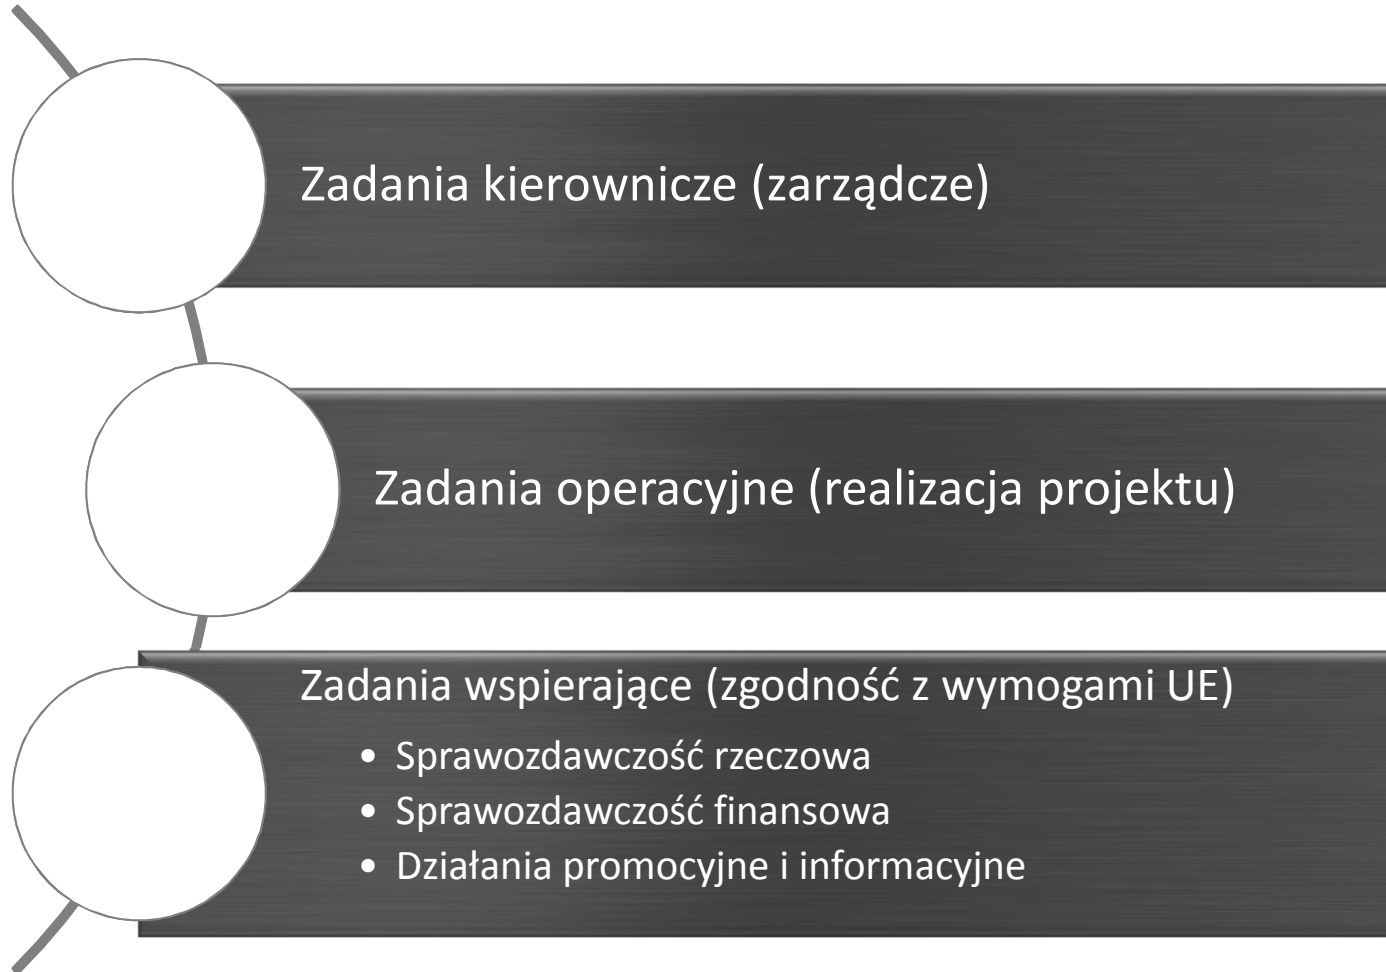 Zadania kierownicze (zarządcze)
Zadania operacyjne (realizacja projektu)
Zadania wspierające (zgodność z wymogami UE)
• Sprawozdawczość rzeczowa
• Sprawozdawczość finansowa
• Działania promocyjne i informacyjne